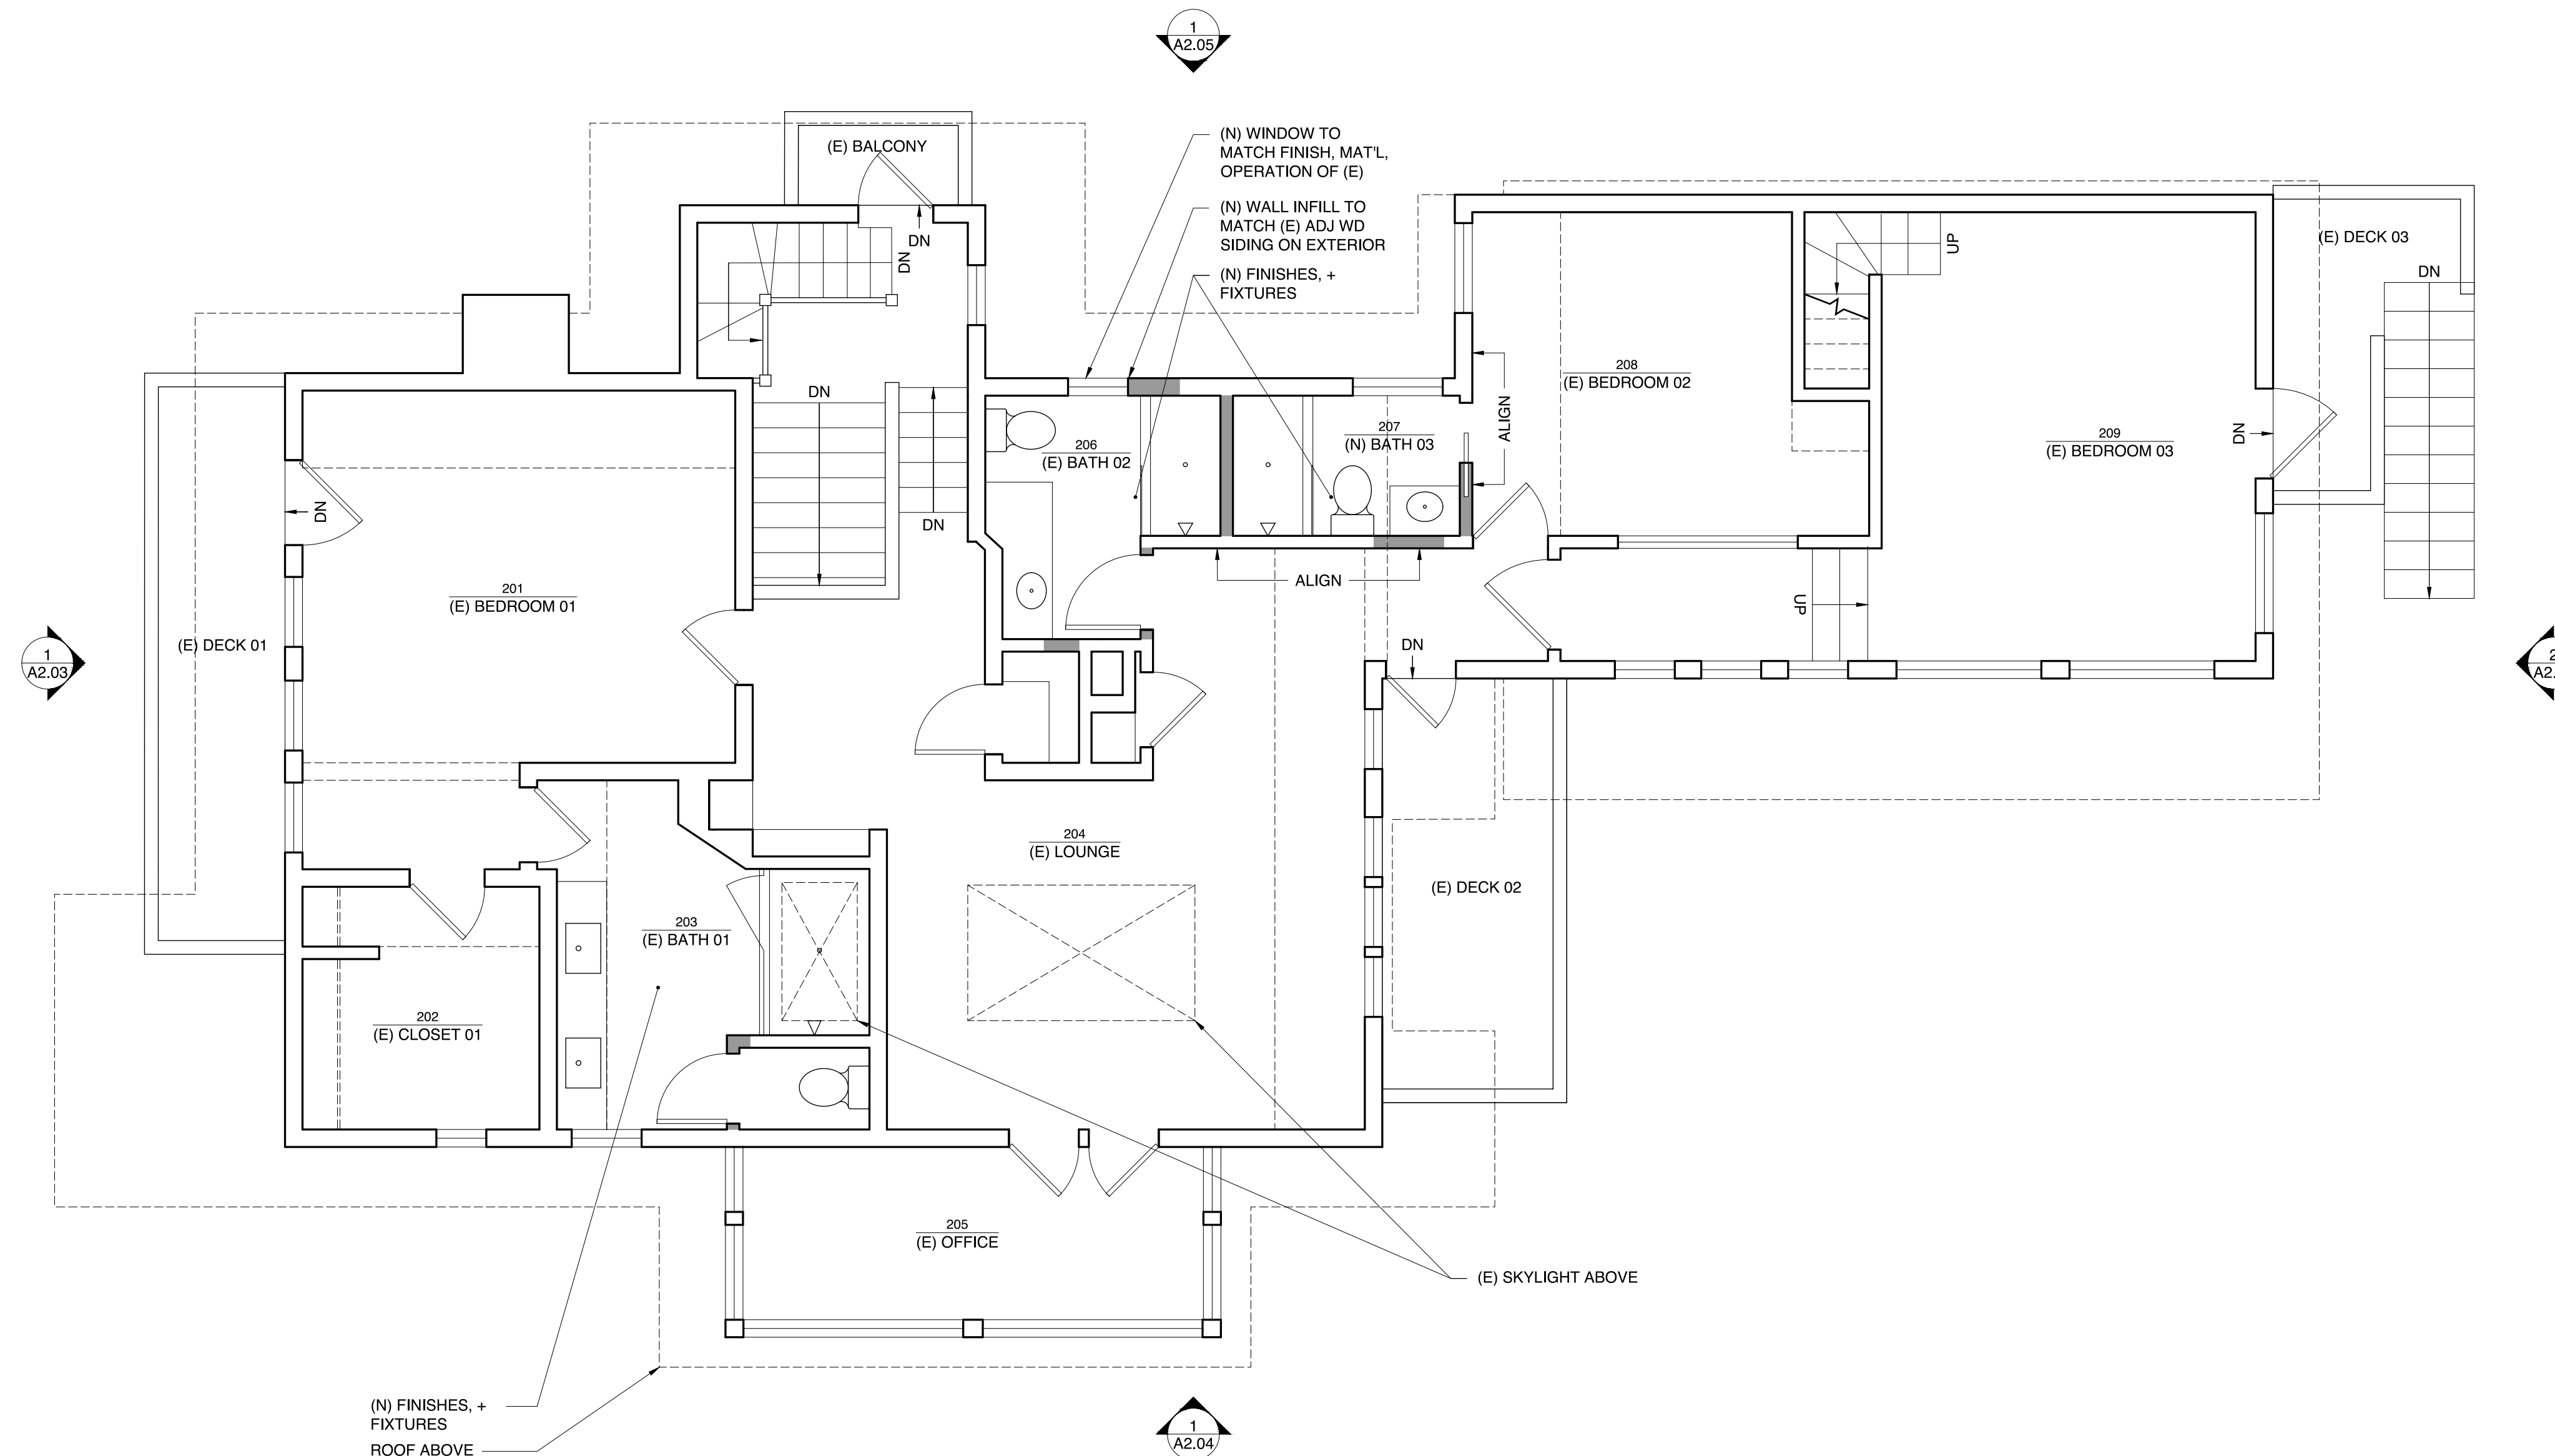 1
A2.05
(E) BALCONY
(N) WINDOW TO
MATCH FINISH, MAT'L,
OPERATION OF (E)
(N) WALL INFILL TO
MATCH (E) ADJ WD
SIDING ON EXTERIOR
(N) FINISHES, +
FIXTURES
DN
DN
UP
(E) DECK 03
DN
208
(E) BEDROOM 02
DN
ALIGN
207
(N) BATH 03
206
(E) BATH 02
209
(E) BEDROOM 03
DN
DN
DN
201
(E) BEDROOM 01
ALIGN
UP
(E) DECK 01
1
A2.03
DN
2
A2.
204
(E) LOUNGE
(E) DECK 02
203
(E) BATH 01
202
(E) CLOSET 01
205
(E) OFFICE
(E) SKYLIGHT ABOVE
(N) FINISHES, +
FIXTURES
ROOF ABOVE
1
A2.04